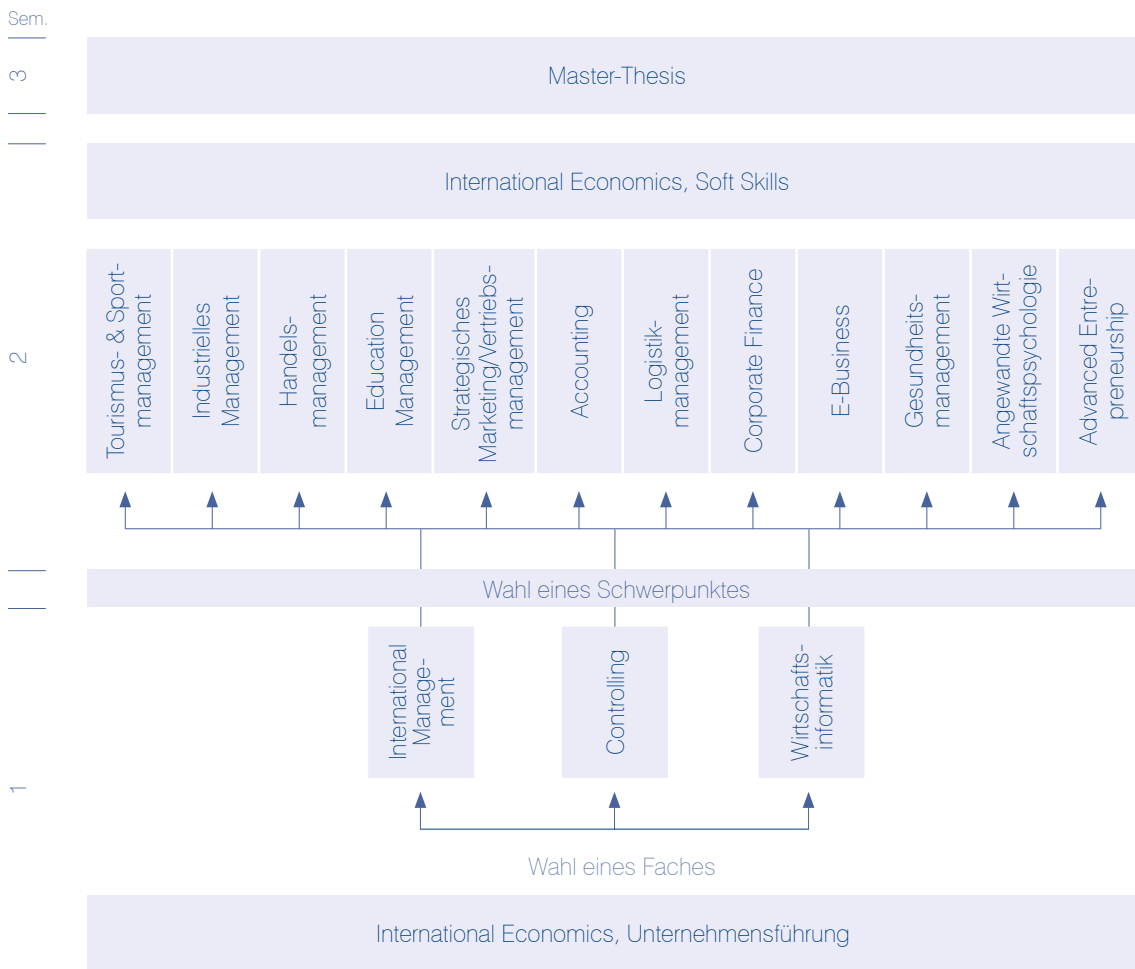 Sem.
3
Master-Thesis
International Economics, Soft Skills
2
Tourismus- & Sport-
management
Industrielles
Management
Handels-
management
Education
Management
Strategisches
Marketing/Vertriebs-
management
Accounting
Logistik-
management
Corporate Finance
E-Business
Gesundheits-
management
Angewandte Wirt-
schaftspsychologie
Advanced Entre-
preneurship
Wahl eines Schwerpunktes
1
International
Manage-
ment
Controlling
Wirtschafts-
informatik
Wahl eines Faches
International Economics, Unternehmensführung